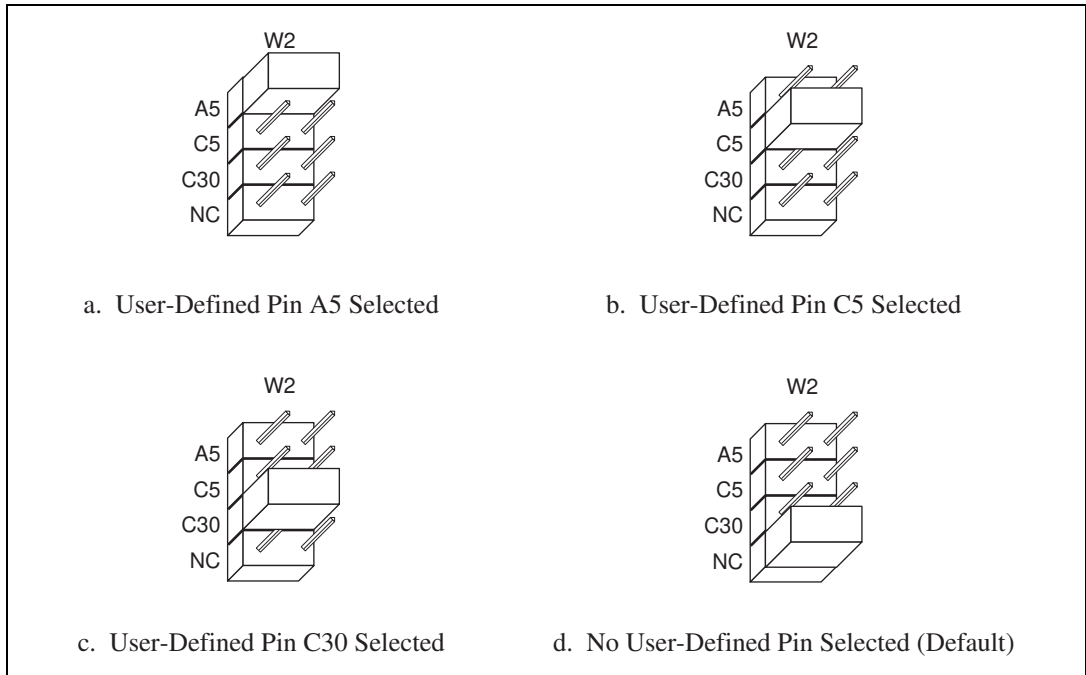 W2
A5
C5
C30
NC
a. User-Defined Pin A5 Selected
W2
A5
C5
C30
NC
b. User-Defined Pin C5 Selected
W2
A5
C5
C30
NC
c. User-Defined Pin C30 Selected
W2
A5
C5
C30
NC
d. No User-Defined Pin Selected (Default)